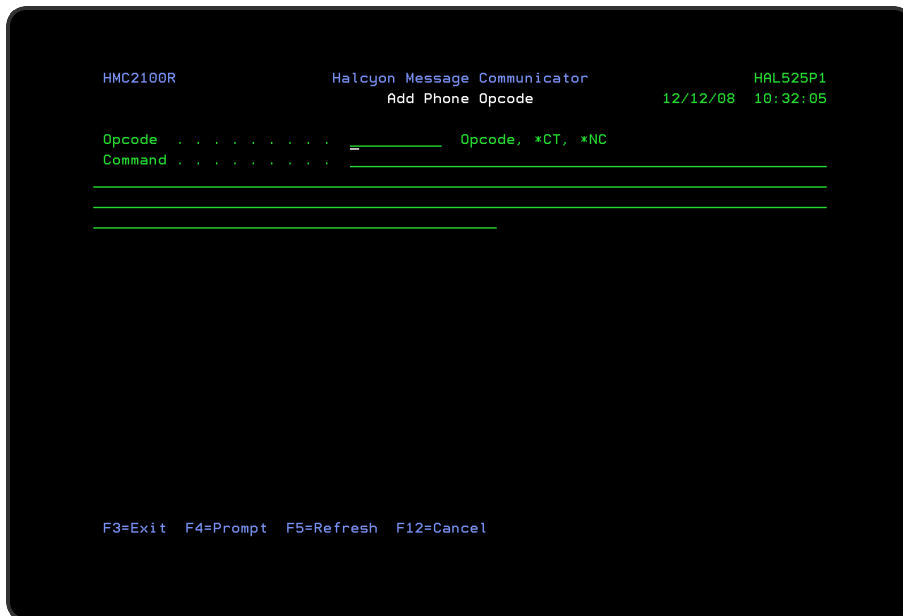 HMC2100R Halcyon Message Communicator HAL525P1
Add Phone Opcode 12/12/08 10:32:05
Opcode . . . . . . . . . Opcode, *CT, *NC
Command . . . . . . . . .
F3=Exit F4=Prompt F5=Refresh F12=Cancel